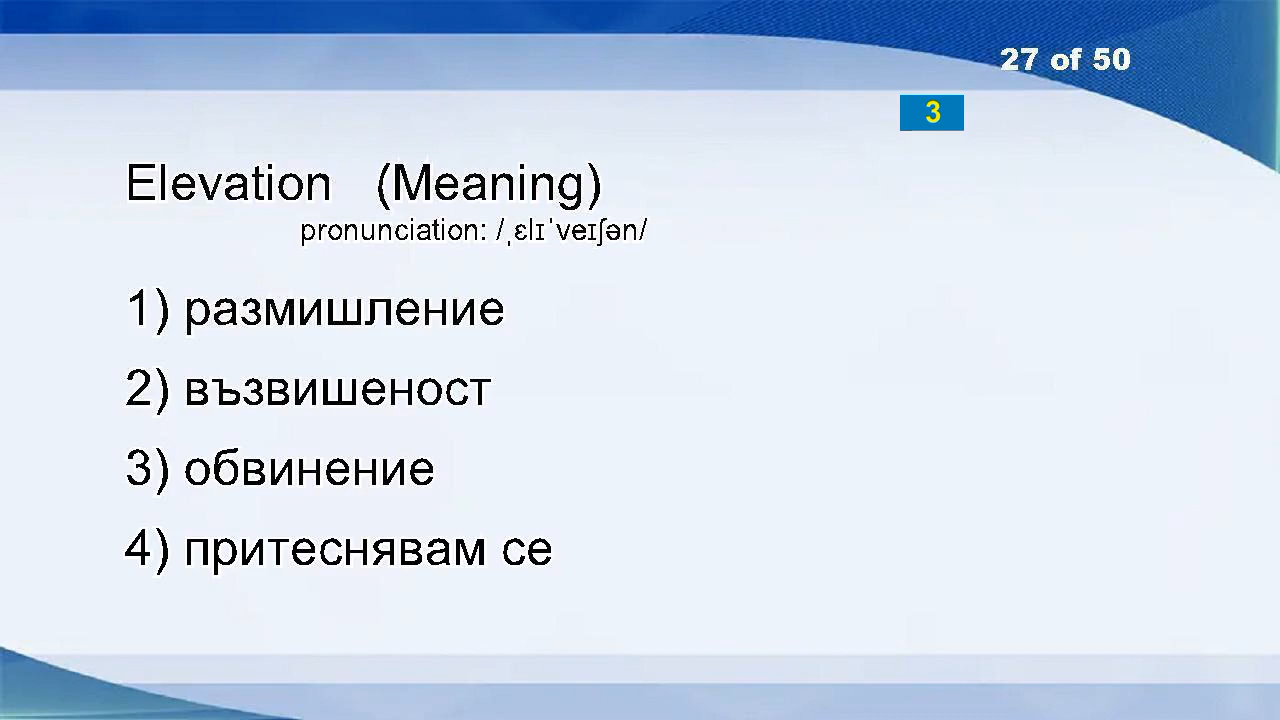 27 of 50
3
Elevation (Meaning)
pronunciation: /ˌɛlɪˈveɪʃən/
1) размишление
2) възвишеност
3) обвинение
4) притеснявам се